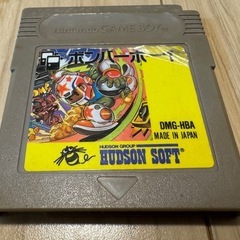 Nintendo GAME BOY
ボンバーボーイ
DMG-HBA
MADE IN JAPAN
HUDSON GROUP
HUDSON SOFT